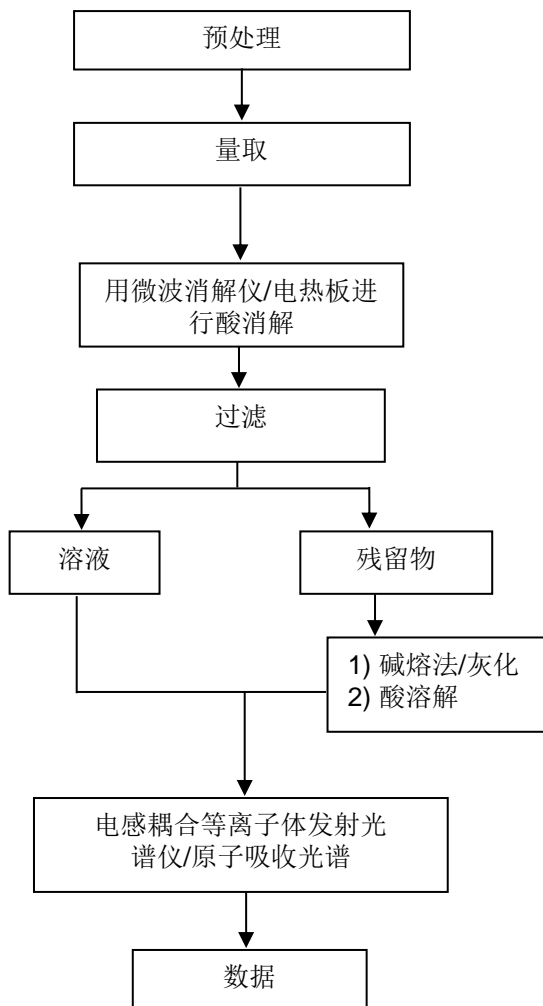 预处理
量取
用微波消解仪/电热板进
行酸消解
过滤
溶液
残留物
1) 碱熔法/灰化
2) 酸溶解
电感耦合等离子体发射光
谱仪/原子吸收光谱
数据